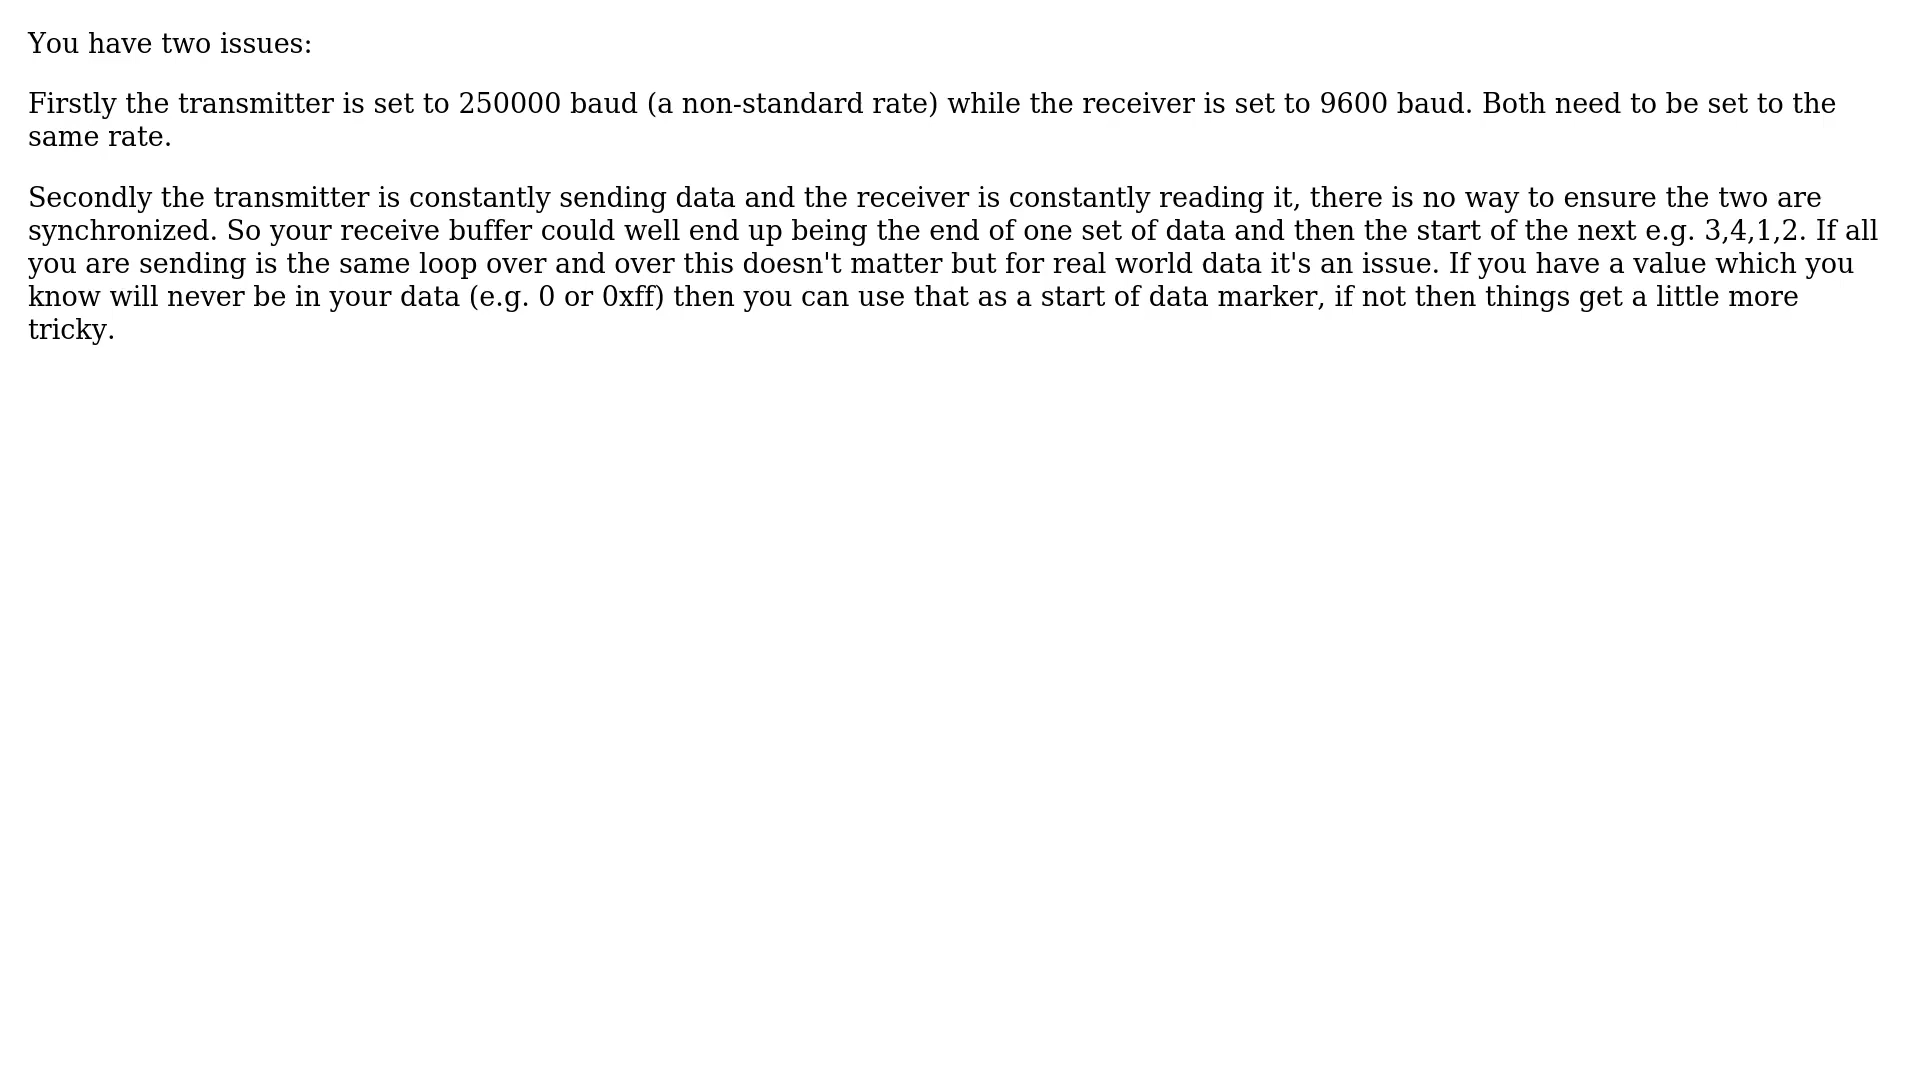 You have two issues:
Firstly the transmitter is set to 250000 baud (a non-standard rate) while the receiver is set to 9600 baud. Both need to be set to the
same rate.
Secondly the transmitter is constantly sending data and the receiver is constantly reading it, there is no way to ensure the two are
synchronized. So your receive buffer could well end up being the end of one set of data and then the start of the next e.g. 3,4,1,2. If all
you are sending is the same loop over and over this doesn't matter but for real world data it's an issue. If you have a value which you
know will never be in your data (e.g. 0 or 0xff) then you can use that as a start of data marker, if not then things get a little more
tricky.